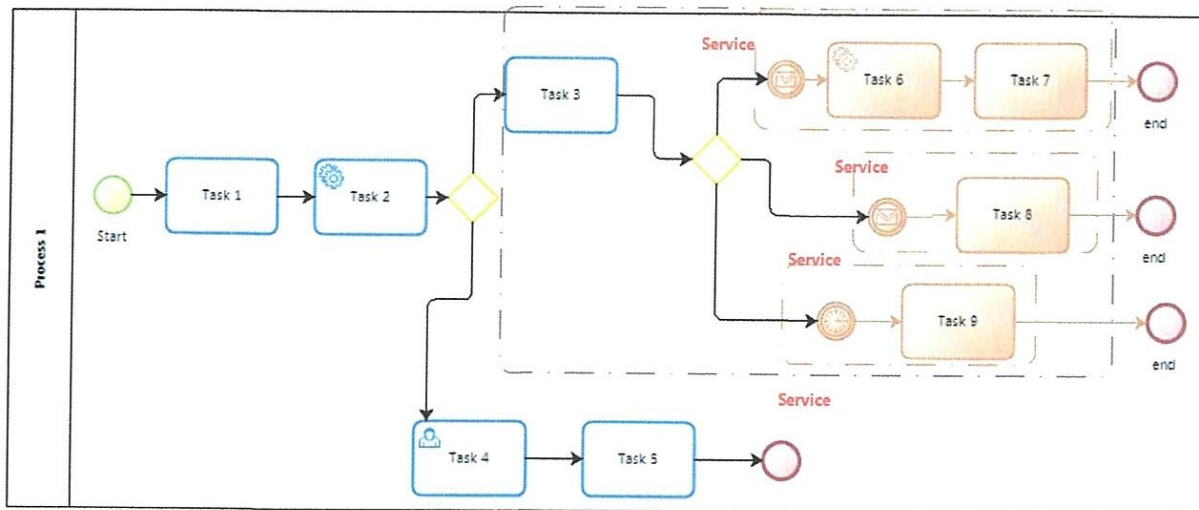 Process 1
Start
Task 1
Task 2
Task 3
Service
Task 6
Task 7
end
Service
Task 8
end
Service
Task 9
end
Service
Task 4
Task 5